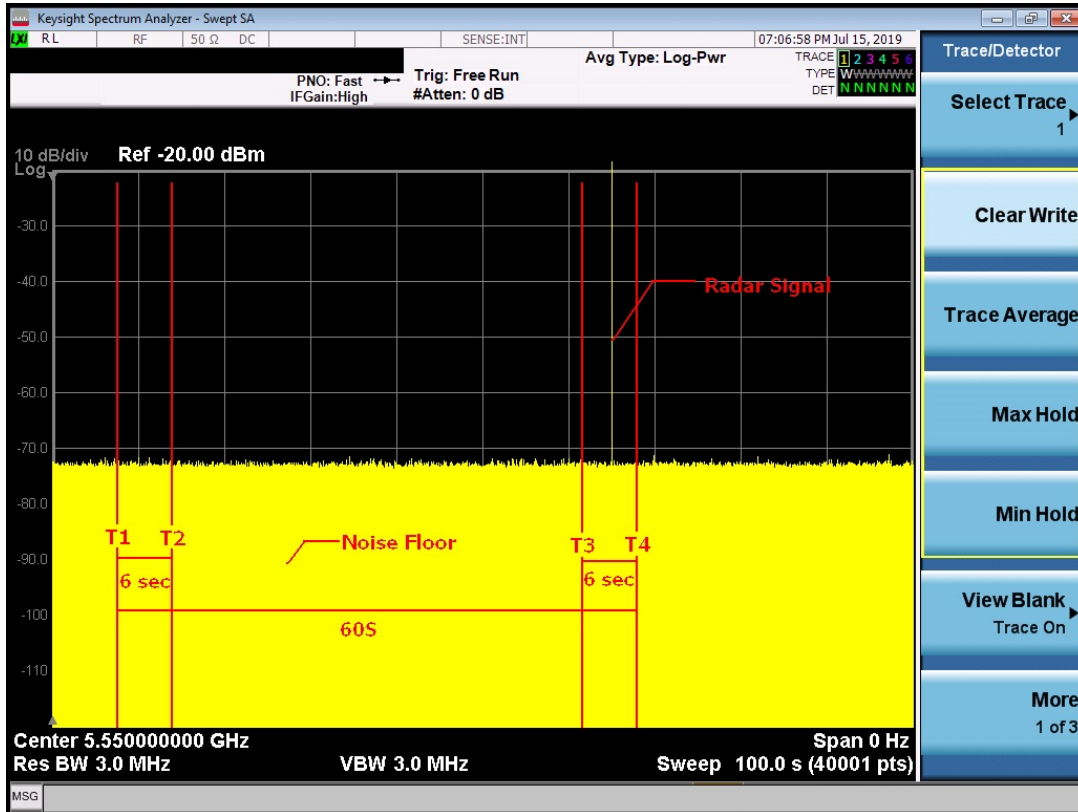 Keysight Spectrum Analyzer - Swept SA
LXI RL RF 50 Ω DC SENSE:INT 07:06:58 PM Jul 15, 2019
PNO: Fast Trig: Free Run Avg Type: Log-Pwr TRACE 1 2 3 4 5 6
IFGain:High #Atten: 0 dB TYPE WWWWWW
DET N N N N N N
10 dB/div Ref -20.00 dBm
Log
-30.0
-40.0
Radar Signal
-50.0
-60.0
-70.0
-80.0
T1 T2 Noise Floor T3 T4
-90.0
6 sec 6 sec
-100
60S
-110
Center 5.550000000 GHz Span 0 Hz
Res BW 3.0 MHz VBW 3.0 MHz Sweep 100.0 s (40001 pts)
MSG
Trace/Detector
Select Trace
1
Clear Write
Trace Average
Max Hold
Min Hold
View Blank
Trace On
More
1 of 3